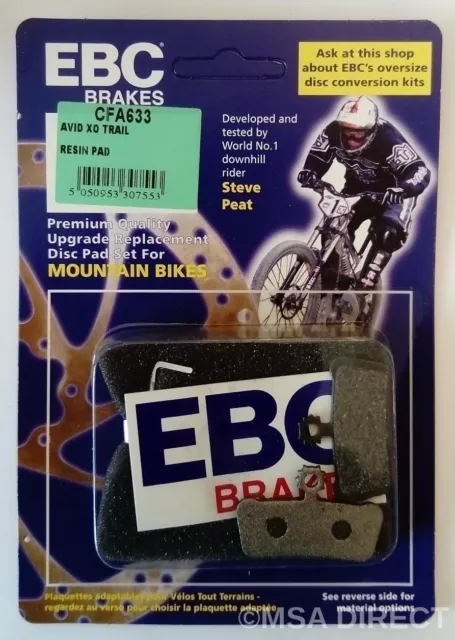 EBC
BRAKES
Ask at this shop
about EBC's oversize
disc conversion kits
CFA633
AVID XO TRAIL
RESIN PAD
5 050953 307553
Developed and
tested by
World No.1
downhill
rider
Steve
Peat
Premium Quality
Upgrade Replacement
Disc Pad Set For
MOUNTAIN BIKES
EBC
BRAK
Plaquettes adaptables pour Vélos Tout Terrains -
regardez au verso pour choisir la plaquette adaptée
See reverse side for
material options
©MSA DIRECT